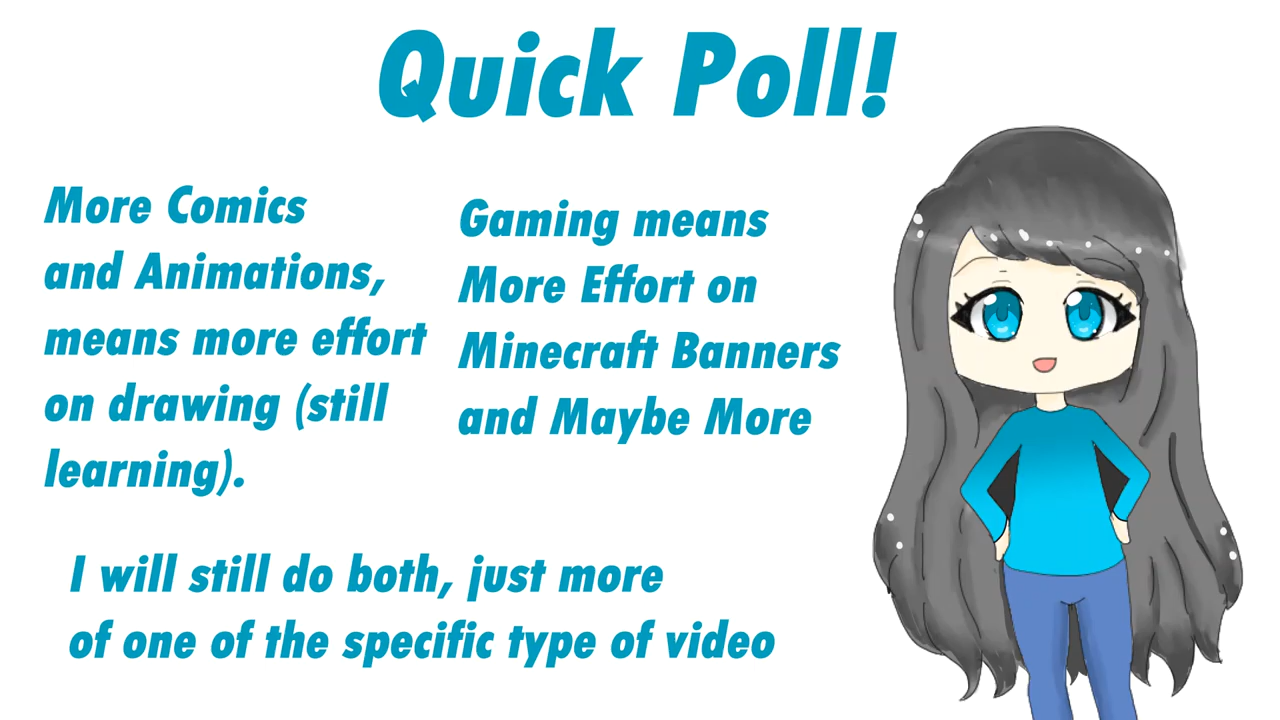 Quick Poll!
More Comics
and Animations,
means more effort
on drawing (still
learning).
Gaming means
More Effort on
Minecraft Banners
and Maybe More
I will still do both, just more
of one of the specific type of video